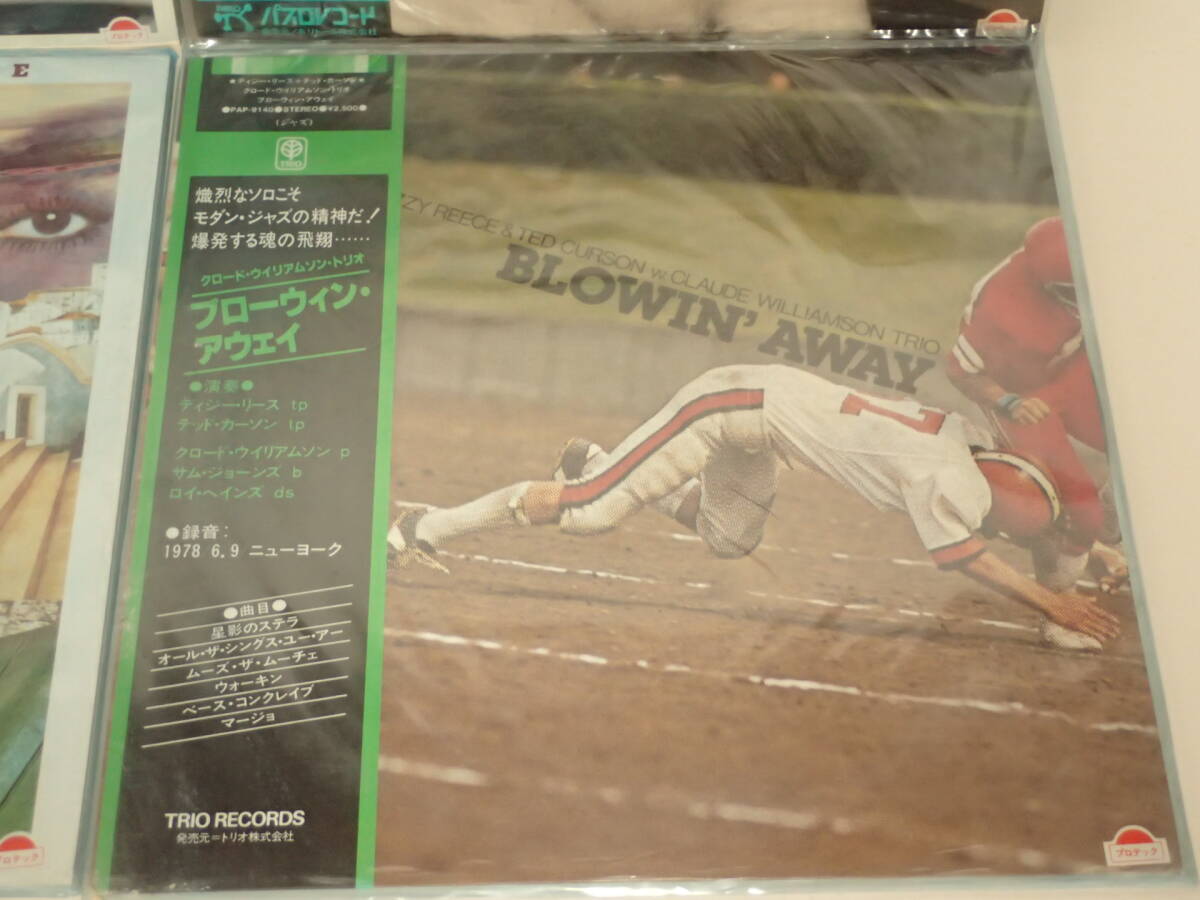 パブロレコード
プロテック
プロテック
E
★ディジー・リース★テッド・カーソン★
クロード・ウイリアムソン・トリオ
ブローウィン・アウェイ
●PAP-9140●STEREO●¥2,500●
(ジャズ)
TRIO
熾烈なソロこそ
モダン・ジャズの精神だ!
爆発する魂の飛翔……
クロード・ウイリアムソン・トリオ
ブローウィン・
アウェイ
●演奏●
ディジー・リース tp
テッド・カーソン tp
クロード・ウイリアムソン p
サム・ジョーンズ b
ロイ・ヘインズ ds
●録音:
1978 6.9 ニューヨーク
●曲目●
星影のステラ
オール・ザ・シングス・ユー・アー
ムーズ・ザ・ムーチェ
ウォーキン
ベース・コンクレイブ
マージョ
TRIO RECORDS
発売元=トリオ株式会社
ZZY REECE & TED CURSON w. CLAUDE WILLIAMSON TRIO
BLOWIN' AWAY
プロテック
プロテック